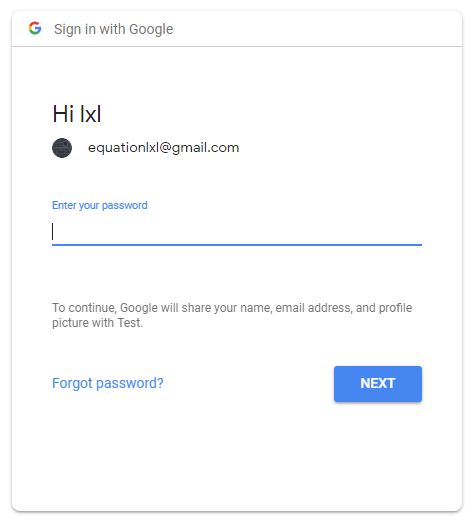 Sign in with Google
Hi lxl
equationlxl@gmail.com
Enter your password
To continue, Google will share your name, email address, and profile
picture with Test.
Forgot password?
NEXT